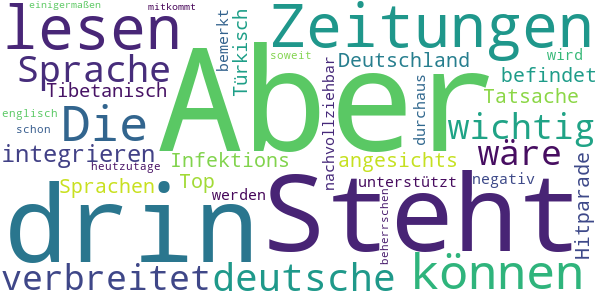 einigermaßen mitkommt
lesen Zeitungen
bemerkt Türkisch
Sprache Aber soweit Deutschland wird
Tibetanisch befindet
englisch Die nachvollziehbar durchaus Tatsache
schon wichtig
integrieren Infektions angesichts wäre
heutzutage
Sprachen Top unterstützt negativ Hitparade
drin werden Steht beherrschen
verbreitet deutsche können